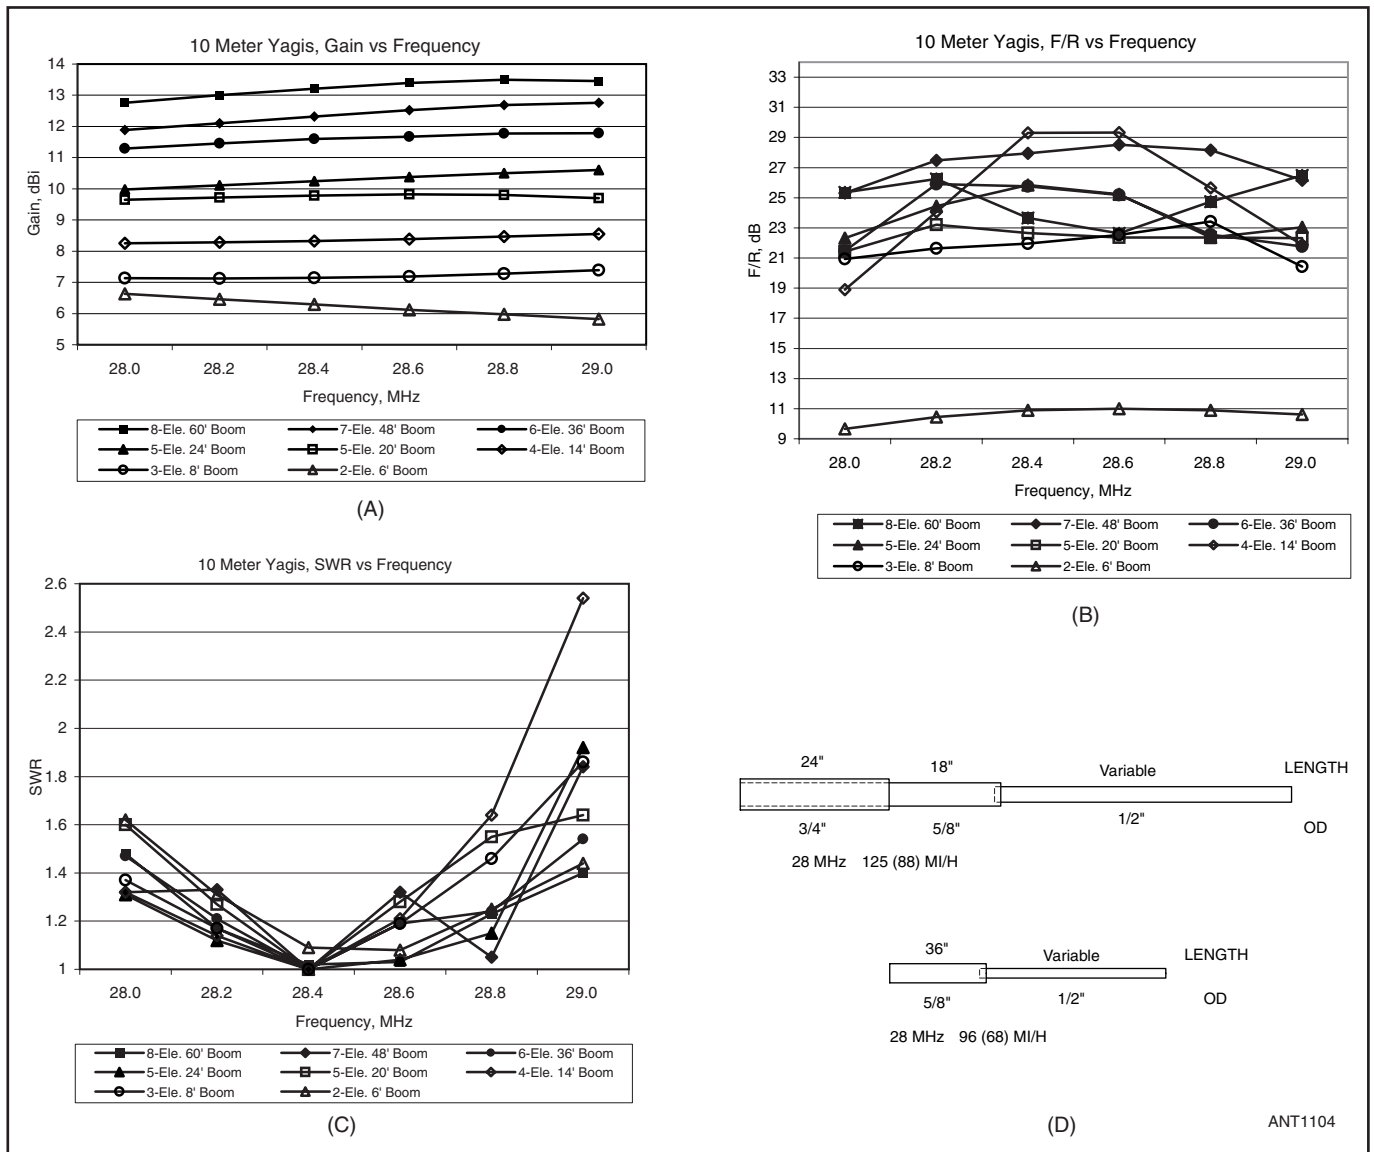 10 Meter Yagis, Gain vs Frequency
14
13
12
11
10
9
8
7
6
5
Gain, dBi
28.0 28.2 28.4 28.6 28.8 29.0
Frequency, MHz
8-Ele. 60' Boom 7-Ele. 48' Boom 6-Ele. 36' Boom
5-Ele. 24' Boom 5-Ele. 20' Boom 4-Ele. 14' Boom
3-Ele. 8' Boom 2-Ele. 6' Boom
(A)
10 Meter Yagis, F/R vs Frequency
33
31
29
27
25
23
21
19
17
15
13
11
9
F/R, dB
28.0 28.2 28.4 28.6 28.8 29.0
Frequency, MHz
8-Ele. 60' Boom 7-Ele. 48' Boom 6-Ele. 36' Boom
5-Ele. 24' Boom 5-Ele. 20' Boom 4-Ele. 14' Boom
3-Ele. 8' Boom 2-Ele. 6' Boom
(B)
10 Meter Yagis, SWR vs Frequency
2.6
2.4
2.2
2
1.8
1.6
1.4
1.2
1
SWR
28.0 28.2 28.4 28.6 28.8 29.0
Frequency, MHz
8-Ele. 60' Boom 7-Ele. 48' Boom 6-Ele. 36' Boom
5-Ele. 24' Boom 5-Ele. 20' Boom 4-Ele. 14' Boom
3-Ele. 8' Boom 2-Ele. 6' Boom
(C)
24" 18" Variable LENGTH
3/4" 5/8" 1/2" OD
28 MHz 125 (88) MI/H
36" Variable LENGTH
5/8" 1/2" OD
28 MHz 96 (68) MI/H
(D)
ANT1104